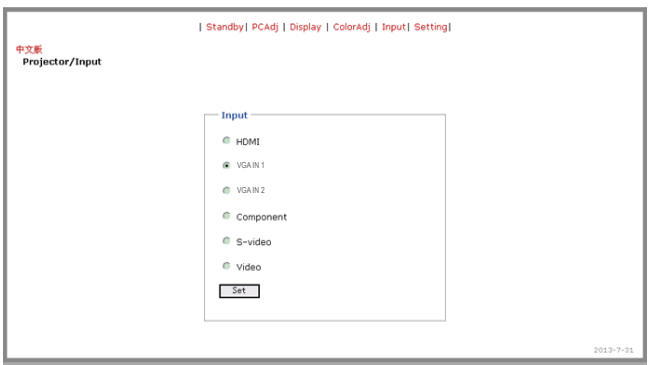 | Standby| PCAdj | Display | ColorAdj | Input| Setting|
中文版
Projector/Input
Input
HDMI
VGA IN 1
VGA IN 2
Component
S-video
Video
Set
2013-7-31